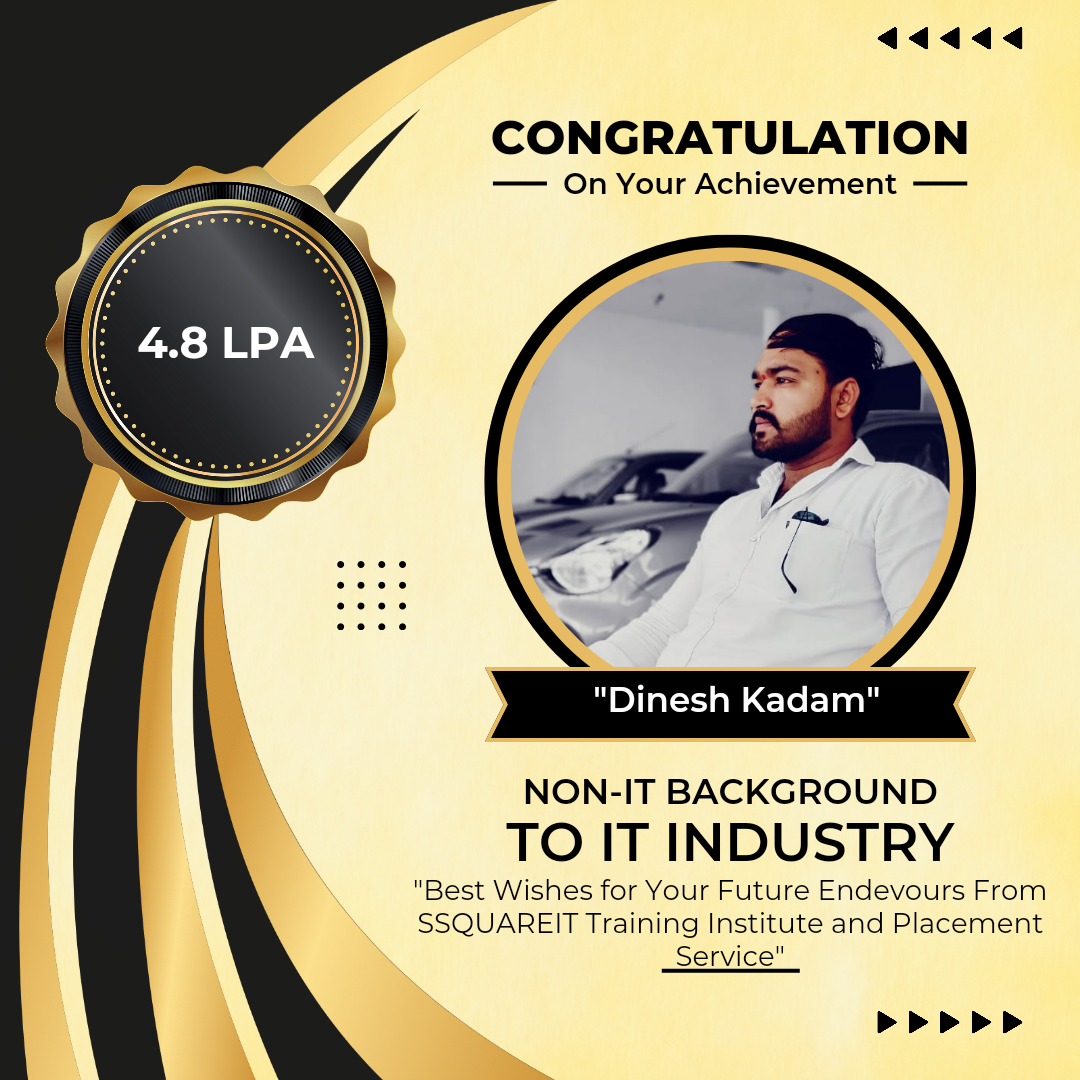 CONGRATULATION
On Your Achievement
4.8 LPA
"Dinesh Kadam"
NON-IT BACKGROUND
TO IT INDUSTRY
"Best Wishes for Your Future Endevours From
SSQUAREIT Training Institute and Placement
Service"